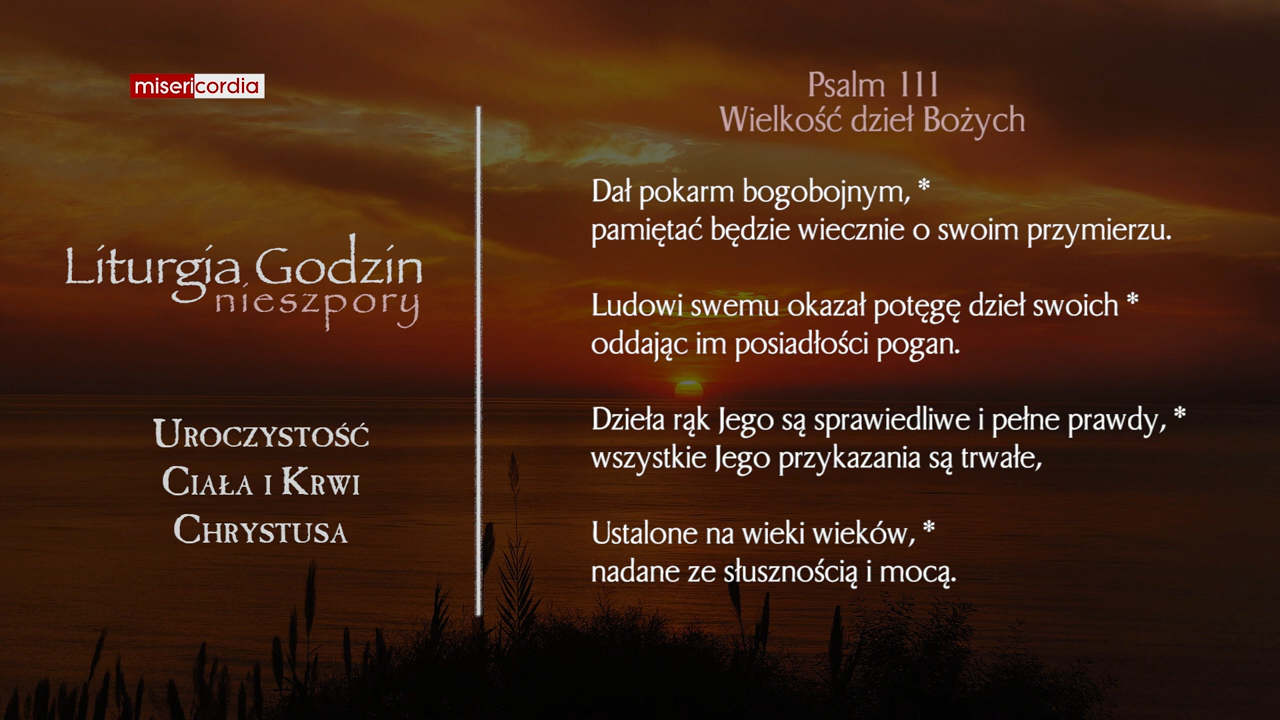 misericordia
Liturgia Godzin
nieszpory
Uroczystość
Ciała i Krwi
Chrystusa
Psalm 111
Wielkość dzieł Bożych
Dał pokarm bogobojnym, *
pamiętać będzie wiecznie o swoim przymierzu.
Ludowi swemu okazał potęgę dzieł swoich *
oddając im posiadłości pogan.
Dzieła rąk Jego są sprawiedliwe i pełne prawdy, *
wszystkie Jego przykazania są trwałe,
Ustalone na wieki wieków, *
nadane ze słusznością i mocą.